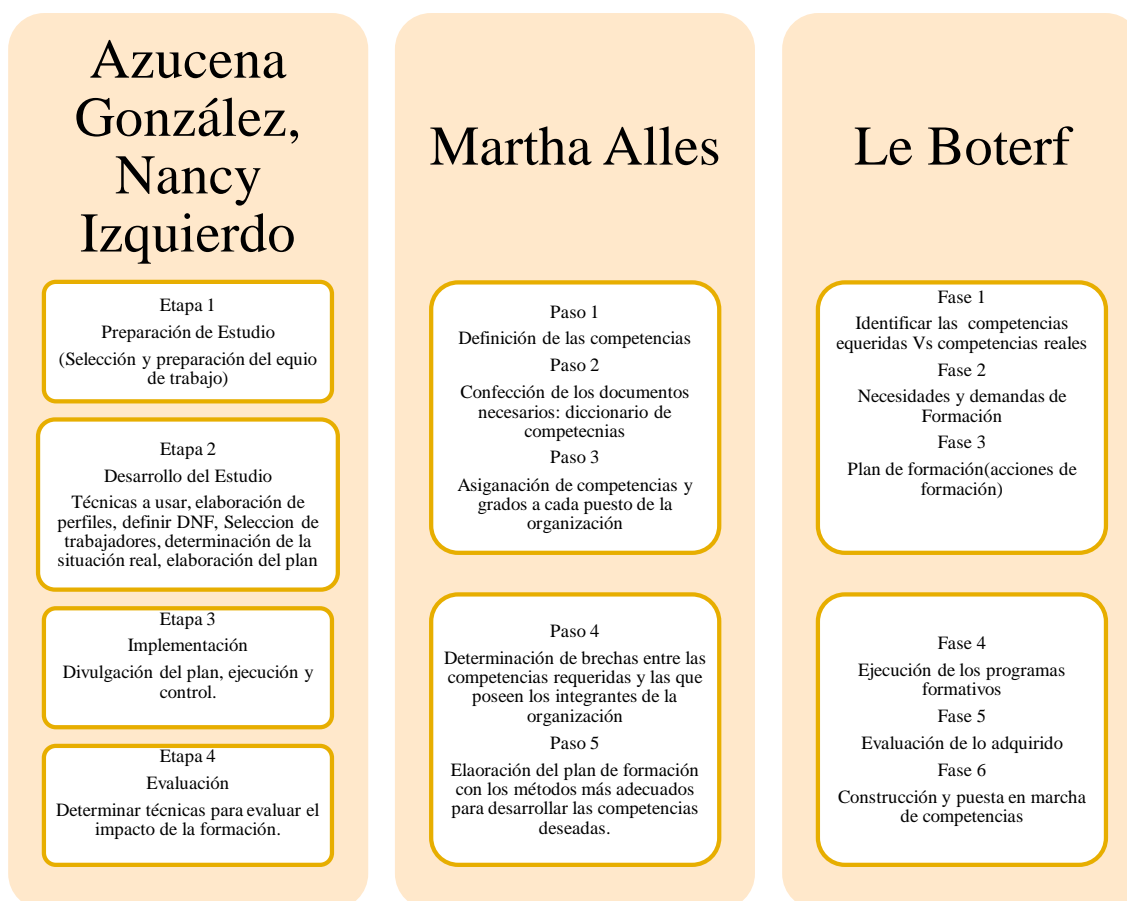 Azucena
González,
Nancy
Izquierdo
Etapa 1
Preparación de Estudio
(Selección y preparación del equio
de trabajo)
Etapa 2
Desarrollo del Estudio
Técnicas a usar, elaboración de
perfiles, definir DNF, Seleccion de
trabajadores, determinación de la
situación real, elaboración del plan
Etapa 3
Implementación
Divulgación del plan, ejecución y
control.
Etapa 4
Evaluación
Determinar técnicas para evaluar el
impacto de la formación.
Martha Alles
Paso 1
Definición de las competencias
Paso 2
Confección de los documentos
necesarios: diccionario de
competecnias
Paso 3
Asiganación de competencias y
grados a cada puesto de la
organización
Paso 4
Determinación de brechas entre las
competencias requeridas y las que
poseen los integrantes de la
organización
Paso 5
Elaoración del plan de formación
con los métodos más adecuados
para desarrollar las competencias
deseadas.
Le Boterf
Fase 1
Identificar las competencias
equeridas Vs competencias reales
Fase 2
Necesidades y demandas de
Formación
Fase 3
Plan de formación(acciones de
formación)
Fase 4
Ejecución de los programas
formativos
Fase 5
Evaluación de lo adquirido
Fase 6
Construcción y puesta en marcha
de competencias